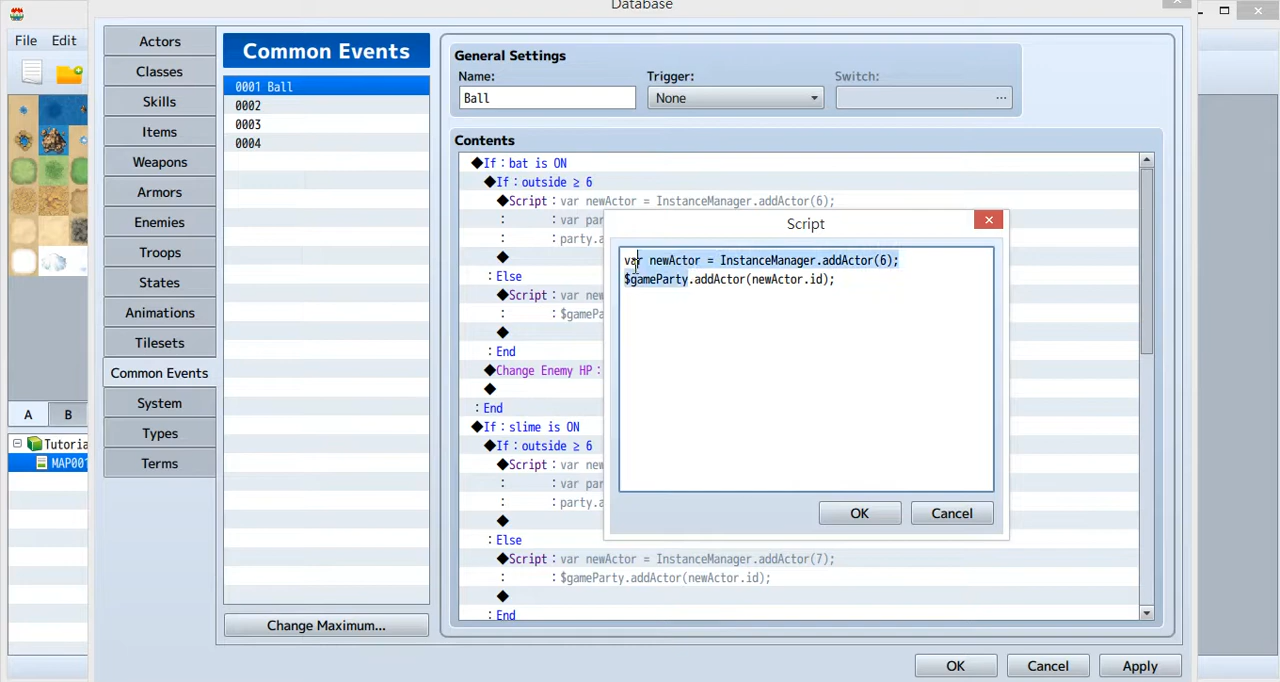 Database
File Edit
Actors
Classes
Skills
Items
Weapons
Armors
Enemies
Troops
States
Animations
Tilesets
Common Events
System
Types
Terms
A B
Tutoria
MAP001
Common Events
0001 Ball
0002
0003
0004
Change Maximum...
General Settings
Name: Trigger: Switch:
Ball None ...
Contents
◆If : bat is ON
◆If : outside ≥ 6
◆Script : var newActor = InstanceManager.addActor(6);
: : var par
: : party.a
◆
: Else
◆Script : var new
: : $gamePa
◆
: End
◆Change Enemy HP :
◆
: End
◆If : slime is ON
◆If : outside ≥ 6
◆Script : var new
: : var par
: : party.a
◆
: Else
◆Script : var newActor = InstanceManager.addActor(7);
: : $gameParty.addActor(newActor.id);
◆
: End
Script
var newActor = InstanceManager.addActor(6);
$gameParty.addActor(newActor.id);
OK Cancel
OK Cancel Apply